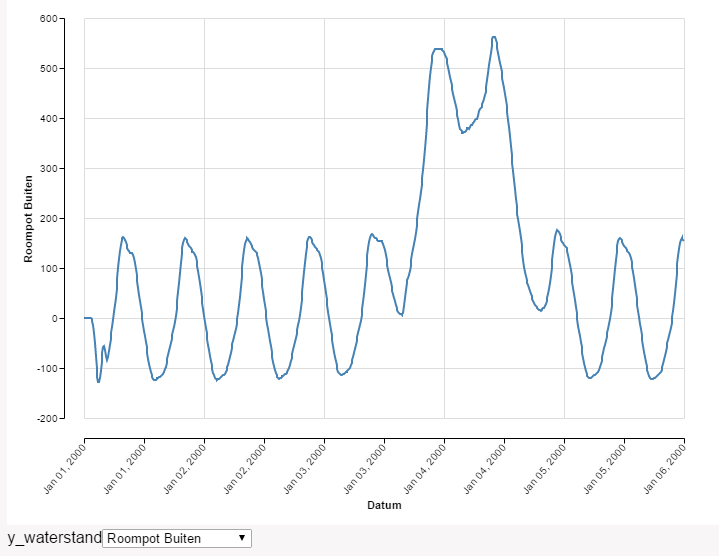 600
500
400
300
200
100
0
-100
-200
Roompot Buiten
Jan 01, 2000
Jan 01, 2000
Jan 02, 2000
Jan 02, 2000
Jan 03, 2000
Jan 03, 2000
Jan 04, 2000
Jan 04, 2000
Jan 05, 2000
Jan 05, 2000
Jan 06, 2000
Datum
y_waterstand Roompot Buiten